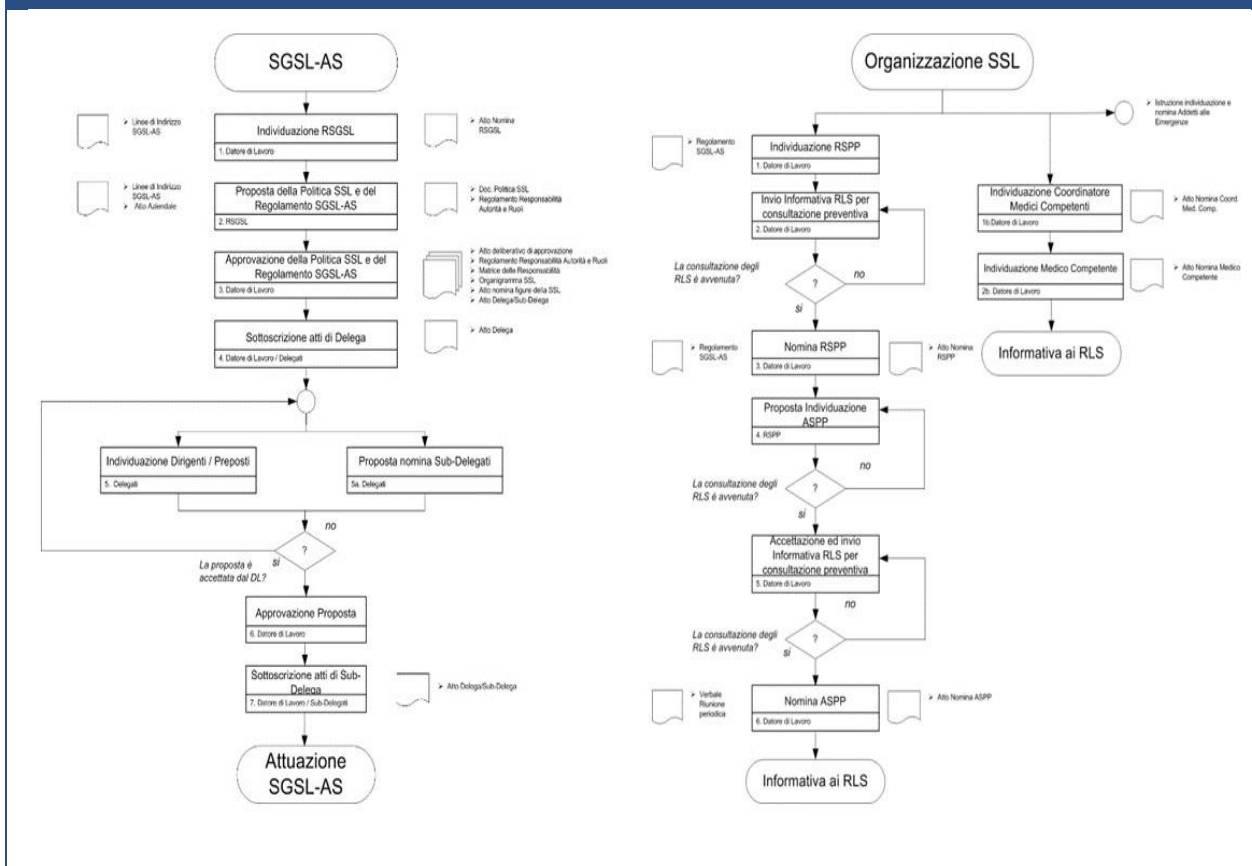 SGSL-AS
➢ Linee di Indirizzo
SGSL-AS
Individuazione RSGSL
1. Datore di Lavoro
➢ Atto Nomina
RSGSL
➢ Linee di Indirizzo
SGSL-AS
➢ Atto Aziendale
Proposta della Politica SSL e del
Regolamento SGSL-AS
2. RSGSL
➢ Doc. Politica SSL
➢ Regolamento Responsabilità
Autorità e Ruoli
Approvazione della Politica SSL e del
Regolamento SGSL-AS
3. Datore di Lavoro
➢ Atto deliberativo di approvazione
➢ Regolamento Responsabilità Autorità e Ruoli
➢ Matrice delle Responsabilità
➢ Organigramma SSL
➢ Atto nomina figure della SSL
➢ Atto Delega/Sub-Delega
Sottoscrizione atti di Delega
4. Datore di Lavoro / Delegati
➢ Atto Delega
Individuazione Dirigenti / Preposti
5. Delegati
Proposta nomina Sub-Delegati
5a. Delegati
no
?
si
La proposta è
accettata dal DL?
Approvazione Proposta
6. Datore di Lavoro
Sottoscrizione atti di Sub-
Delega
7. Datore di Lavoro / Sub-Delegati
➢ Atto Delega/Sub-Delega
Attuazione
SGSL-AS
Organizzazione SSL
➢ Istruzione individuazione e
nomina Addetti alle
Emergenze
➢ Regolamento
SGSL-AS
Individuazione RSPP
1. Datore di Lavoro
Invio Informativa RLS per
consultazione preventiva
2. Datore di Lavoro
La consultazione degli
RLS è avvenuta?
no
?
si
➢ Regolamento
SGSL-AS
Nomina RSPP
3. Datore di Lavoro
➢ Atto Nomina
RSPP
Proposta Individuazione
ASPP
4. RSPP
no
La consultazione degli
RLS è avvenuta?
?
si
Accettazione ed invio
Informativa RLS per
consultazione preventiva
5. Datore di Lavoro
no
La consultazione degli
RLS è avvenuta?
?
si
➢ Verbale
Riunione
periodica
Nomina ASPP
6. Datore di Lavoro
➢ Atto Nomina ASPP
Informativa ai RLS
Individuazione Coordinatore
Medici Competenti
1b.Datore di Lavoro
➢ Atto Nomina Coord.
Med. Comp.
Individuazione Medico Competente
2b. Datore di Lavoro
➢ Atto Nomina Medico
Competente
Informativa ai RLS